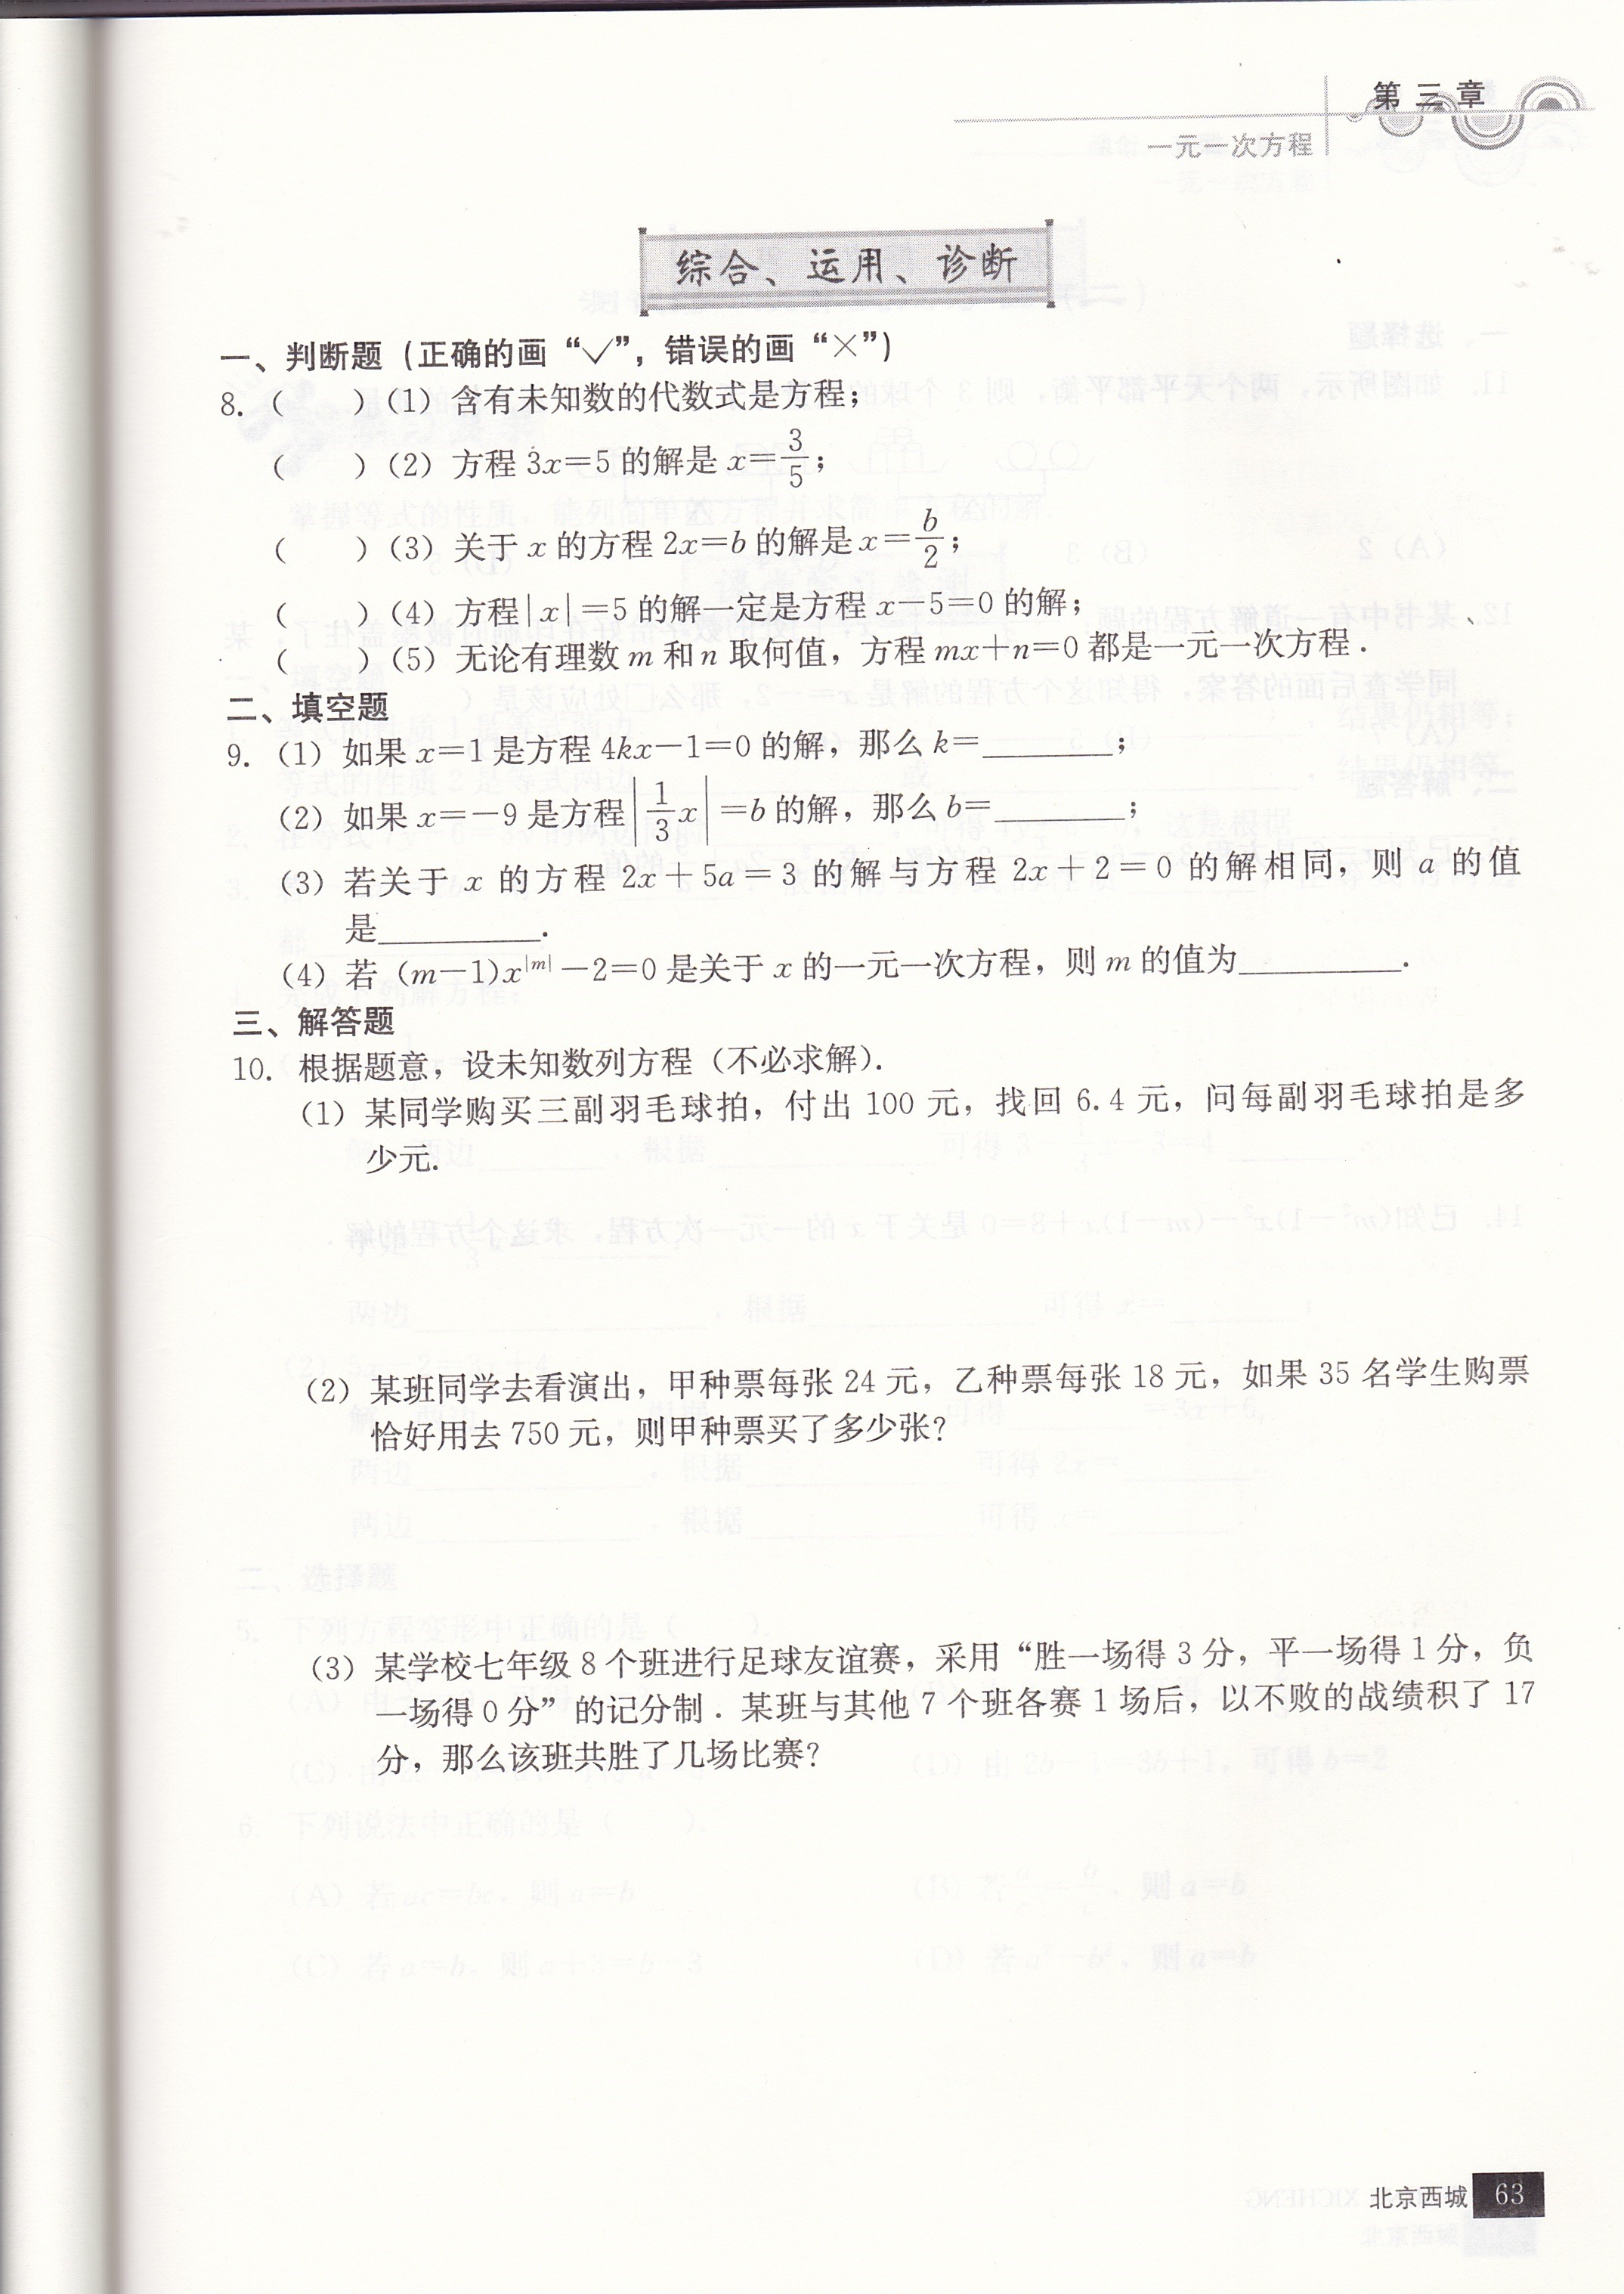 第三章
一元一次方程
综合、运用、诊断
一、判断题（正确的画“√”，错误的画“×”）
8.（　　）（1）含有未知数的代数式是方程；
（　　）（2）方程 3x=5 的解是 x=3/5；
（　　）（3）关于 x 的方程 2x=b 的解是 x=b/2；
（　　）（4）方程|x|=5 的解一定是方程 x-5=0 的解；
（　　）（5）无论有理数 m 和 n 取何值，方程 mx+n=0 都是一元一次方程．
二、填空题
9.（1）如果 x=1 是方程 4kx-1=0 的解，那么 k=________；
（2）如果 x=-9 是方程|1/3 x|=b 的解，那么 b=________；
（3）若关于 x 的方程 2x+5a=3 的解与方程 2x+2=0 的解相同，则 a 的值
是__________．
（4）若 (m-1)x^|m|-2=0 是关于 x 的一元一次方程，则 m 的值为__________．
三、解答题
10. 根据题意，设未知数列方程（不必求解）．
（1）某同学购买三副羽毛球拍，付出 100 元，找回 6.4 元，问每副羽毛球拍是多
少元．
（2）某班同学去看演出，甲种票每张 24 元，乙种票每张 18 元，如果 35 名学生购票
恰好用去 750 元，则甲种票买了多少张？
（3）某学校七年级 8 个班进行足球友谊赛，采用“胜一场得 3 分，平一场得 1 分，负
一场得 0 分”的记分制．某班与其他 7 个班各赛 1 场后，以不败的战绩积了 17
分，那么该班共胜了几场比赛？
北京西城 63